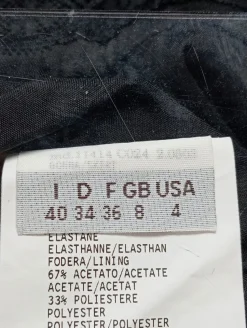 I D F GB USA
40 34 36 8 4
ELASTANE
ELASTHANNE/ELASTHAN
FODERA/LINING
67% ACETATO/ACETATE
ACETATE/ACETAT
33% POLIESTERE
POLYESTER
POLYESTER/POLYESTER